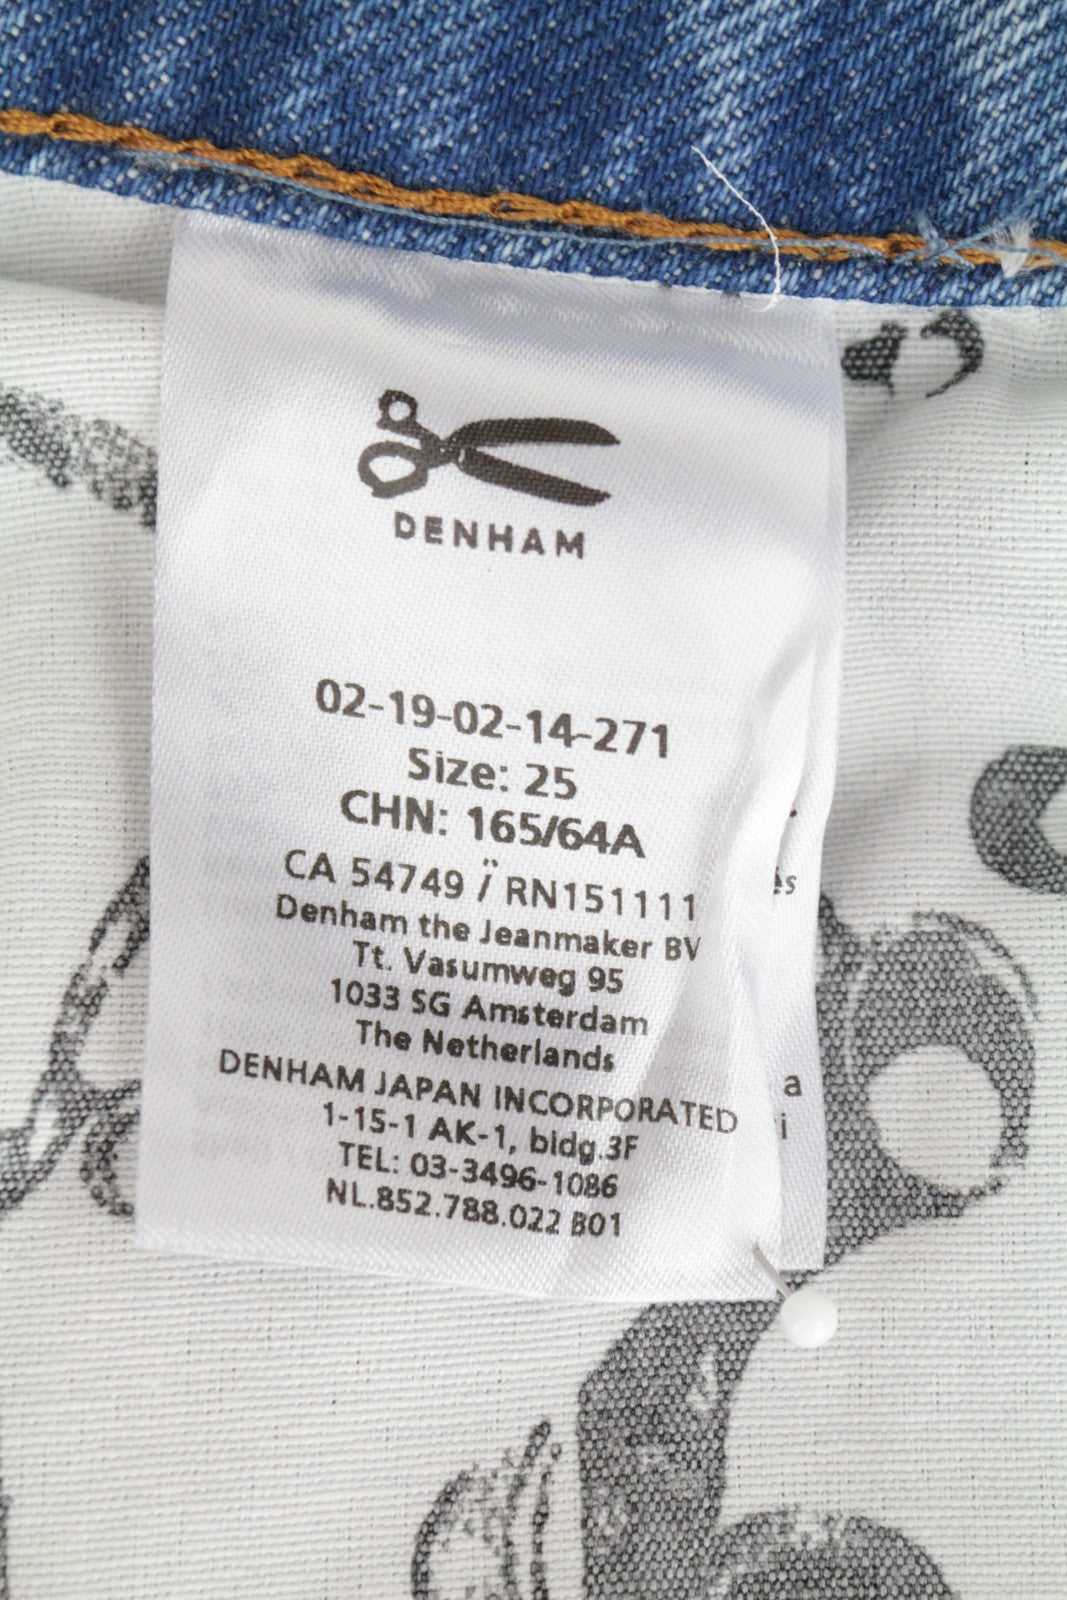 DENHAM
02-19-02-14-271
Size: 25
CHN: 165/64A
CA 54749 / RN151111
Denham the Jeanmaker BV
Tt. Vasumweg 95
1033 SG Amsterdam
The Netherlands
DENHAM JAPAN INCORPORATED
1-15-1 AK-1, bldg.3F
TEL: 03-3496-1086
NL.852.788.022 B01